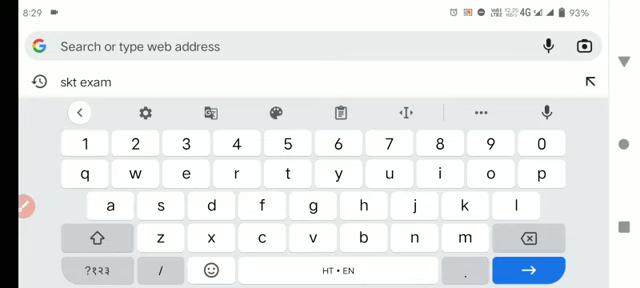 8:29
4G 93%
Search or type web address
skt exam
1 2 3 4 5 6 7 8 9 0
q w e r t y u i o p
a s d f g h j k l
z x c v b n m
?१२३ / HT • EN .